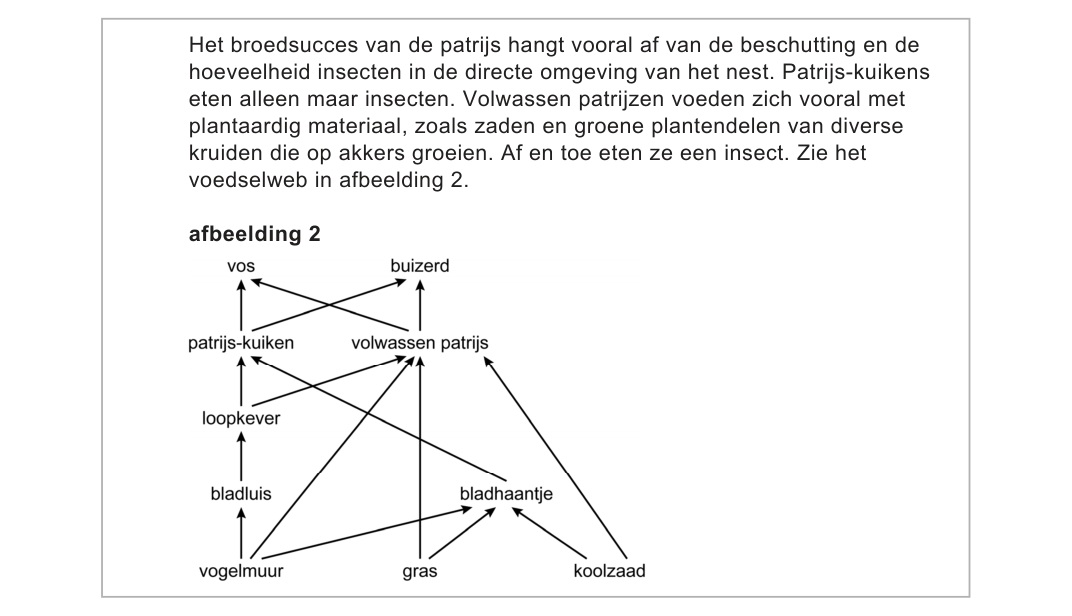 Het broedsucces van de patrijs hangt vooral af van de beschutting en de
hoeveelheid insecten in de directe omgeving van het nest. Patrijs-kuikens
eten alleen maar insecten. Volwassen patrijzen voeden zich vooral met
plantaardig materiaal, zoals zaden en groene plantendelen van diverse
kruiden die op akkers groeien. Af en toe eten ze een insect. Zie het
voedselweb in afbeelding 2.
afbeelding 2
vos buizerd
patrijs-kuiken volwassen patrijs
loopkever
bladluis bladhaantje
vogelmuur gras koolzaad